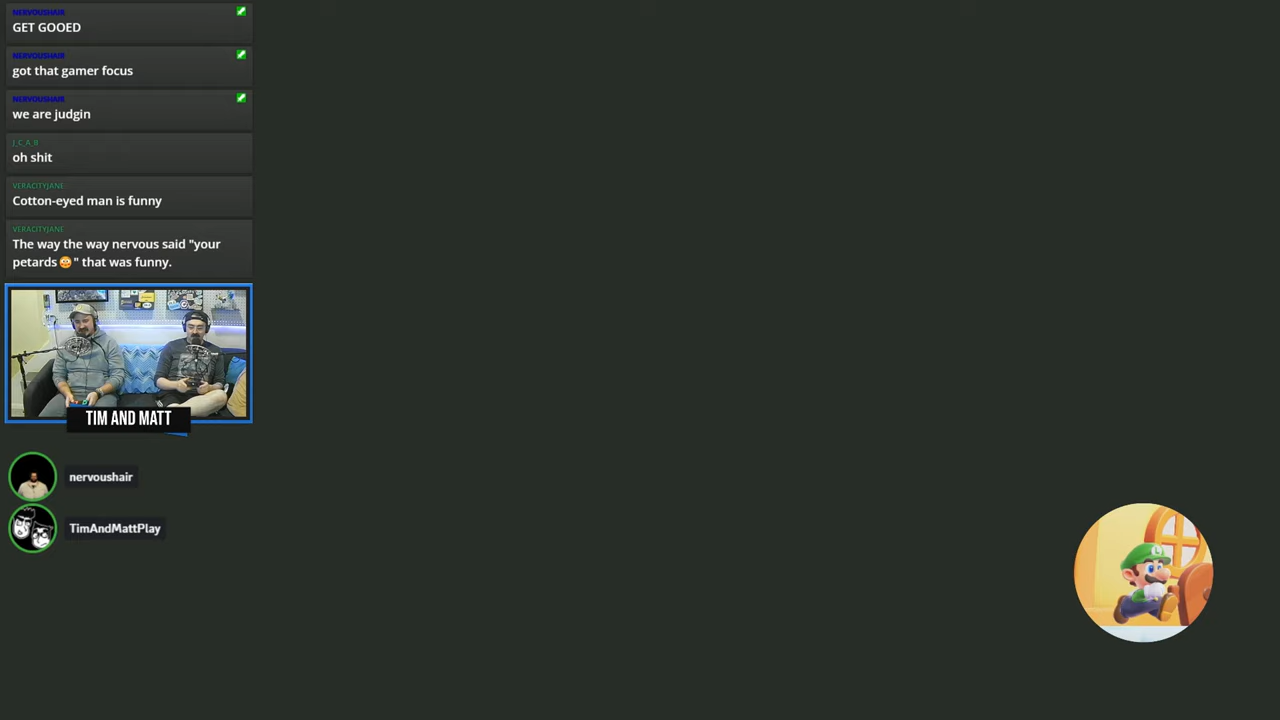 NERVOUSHAIR
GET GOOED
NERVOUSHAIR
got that gamer focus
NERVOUSHAIR
we are judgin
J_C_A_II
oh shit
VERACITYJANE
Cotton-eyed man is funny
VERACITYJANE
The way the way nervous said "your
petards😳" that was funny.
TIM AND MATT
nervoushair
TimAndMattPlay
L